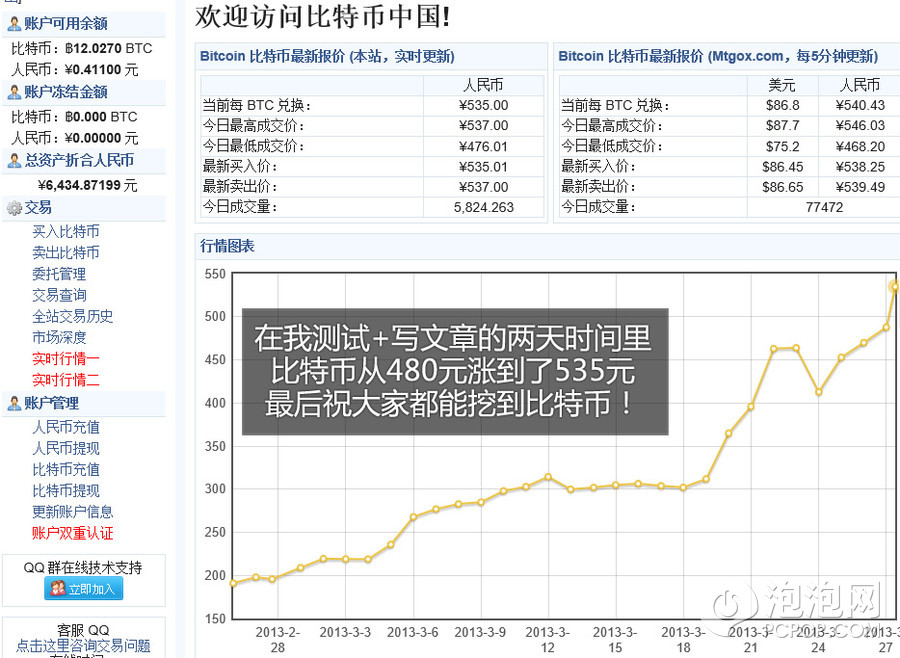 账户可用余额
比特币：฿12.0270 BTC
人民币：¥0.41100 元
账户冻结金额
比特币：฿0.000 BTC
人民币：¥0.00000 元
总资产折合人民币
¥6,434.87199 元
交易
买入比特币
卖出比特币
委托管理
交易查询
全站交易历史
市场深度
实时行情一
实时行情二
账户管理
人民币充值
人民币提现
比特币充值
比特币提现
更新账户信息
账户双重认证
QQ 群在线技术支持
立即加入
客服 QQ
点击这里咨询交易问题
欢迎访问比特币中国!
Bitcoin 比特币最新报价 (本站，实时更新)
人民币
当前每 BTC 兑换： ¥535.00
今日最高成交价： ¥537.00
今日最低成交价： ¥476.01
最新买入价： ¥535.01
最新卖出价： ¥537.00
今日成交量： 5,824.263
Bitcoin 比特币最新报价 (Mtgox.com，每5分钟更新)
美元 人民币
当前每 BTC 兑换： $86.8 ¥540.43
今日最高成交价： $87.7 ¥546.03
今日最低成交价： $75.2 ¥468.20
最新买入价： $86.45 ¥538.25
最新卖出价： $86.65 ¥539.49
今日成交量： 77472
行情图表
550
500
450
400
350
300
250
200
150
在我测试+写文章的两天时间里
比特币从480元涨到了535元
最后祝大家都能挖到比特币！
2013-2-28 2013-3-3 2013-3-6 2013-3-9 2013-3-12 2013-3-15 2013-3-18 2013-3-21 2013-3-24 2013-3-27
泡泡网
PCPOP.COM